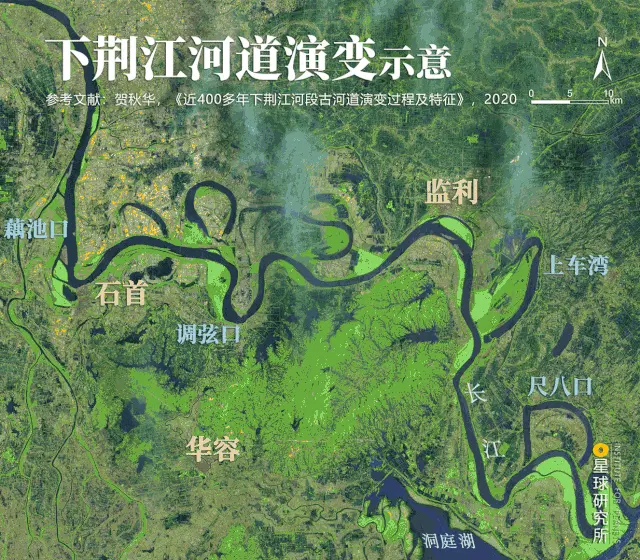 下荆江河道演变示意
参考文献：贺秋华，《近400多年下荆江河段古河道演变过程及特征》，2020
N
0 5 10
km
监利
藕池口
上车湾
石首
调弦口
尺八口
长江
华容
洞庭湖
星球研究所
INSTITUTE FOR PLANETS